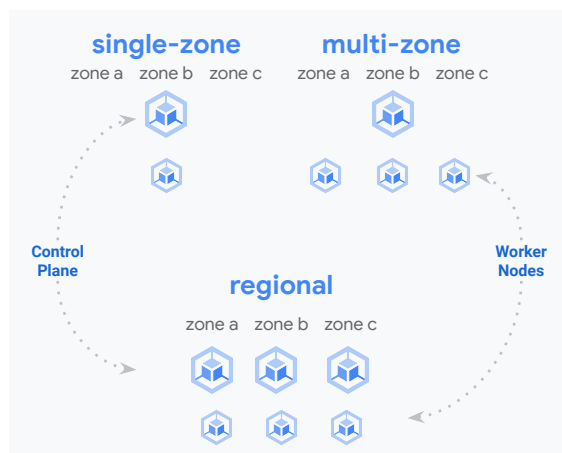 single-zone
zone a zone b zone c
multi-zone
zone a zone b zone c
Control
Plane
Worker
Nodes
regional
zone a zone b zone c